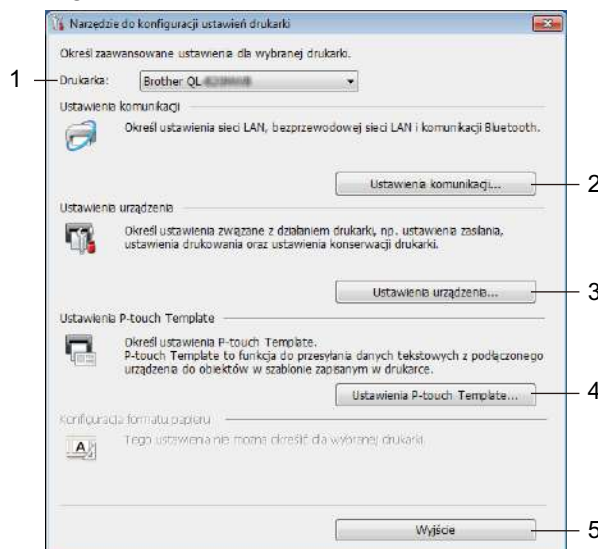 Narzędzie do konfiguracji ustawień drukarki
Określ zaawansowane ustawienia dla wybranej drukarki.
1 Drukarka: Brother QL-
Ustawienia komunikacji
Określ ustawienia sieci LAN, bezprzewodowej sieci LAN i komunikacji Bluetooth.
Ustawienia komunikacji... 2
Ustawienia urządzenia
Określ ustawienia związane z działaniem drukarki, np. ustawienia zasilania,
ustawienia drukowania oraz ustawienia konserwacji drukarki.
Ustawienia urządzenia... 3
Ustawienia P-touch Template
Określ ustawienia P-touch Template.
P-touch Template to funkcja do przesyłania danych tekstowych z podłączonego
urządzenia do obiektów w szablonie zapisanym w drukarce.
Ustawienia P-touch Template... 4
Konfiguracja formatu papieru
A
Tego ustawienia nie można określić dla wybranej drukarki.
Wyjście 5